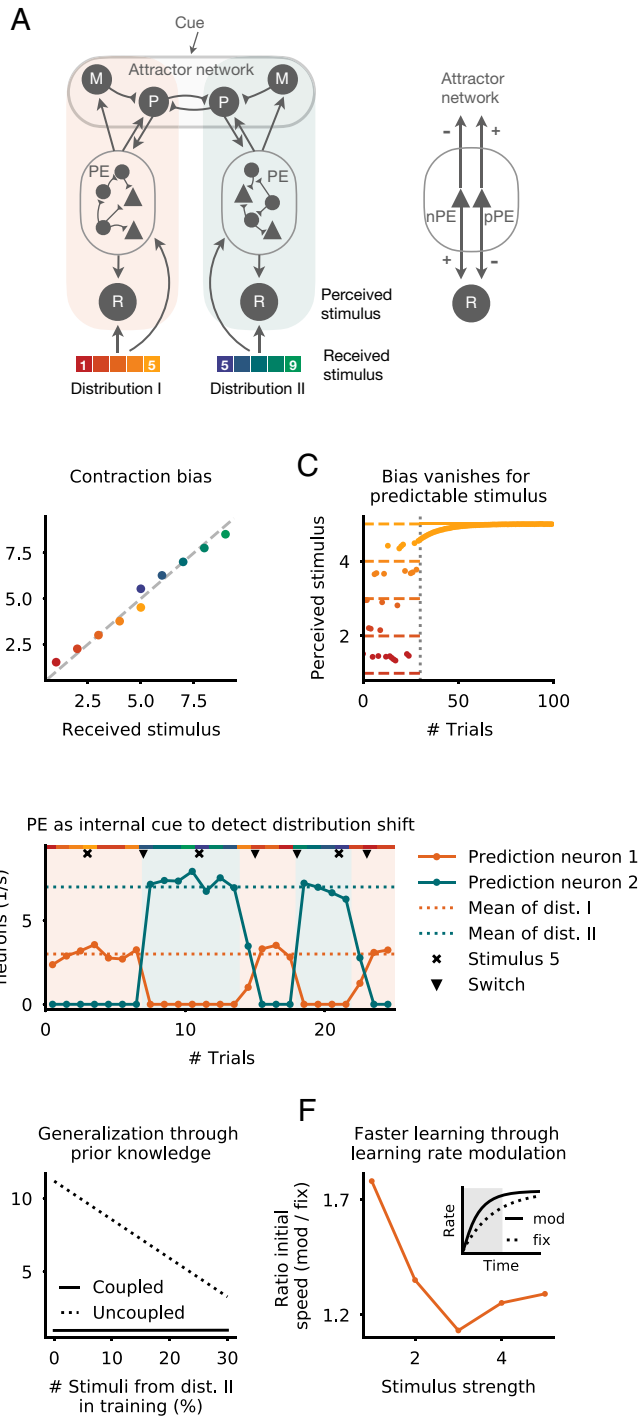 A
Cue
Attractor network
M
P
P
M
PE
PE
R
R
Perceived
stimulus
Received
stimulus
1
5
5
9
Distribution I
Distribution II
Attractor
network
-
+
nPE
pPE
+
-
R
Contraction bias
7.5
5.0
2.5
2.5
5.0
7.5
Received stimulus
C
Bias vanishes for
predictable stimulus
Perceived stimulus
4
2
0
50
100
# Trials
PE as internal cue to detect distribution shift
neurons (1/s)
5
0
0
10
20
# Trials
Prediction neuron 1
Prediction neuron 2
Mean of dist. I
Mean of dist. II
Stimulus 5
Switch
Generalization through
prior knowledge
10
5
Coupled
Uncoupled
0
10
20
30
# Stimuli from dist. II
in training (%)
F
Faster learning through
learning rate modulation
Ratio initial
speed (mod / fix)
1.7
1.2
2
4
Stimulus strength
Rate
Time
mod
fix